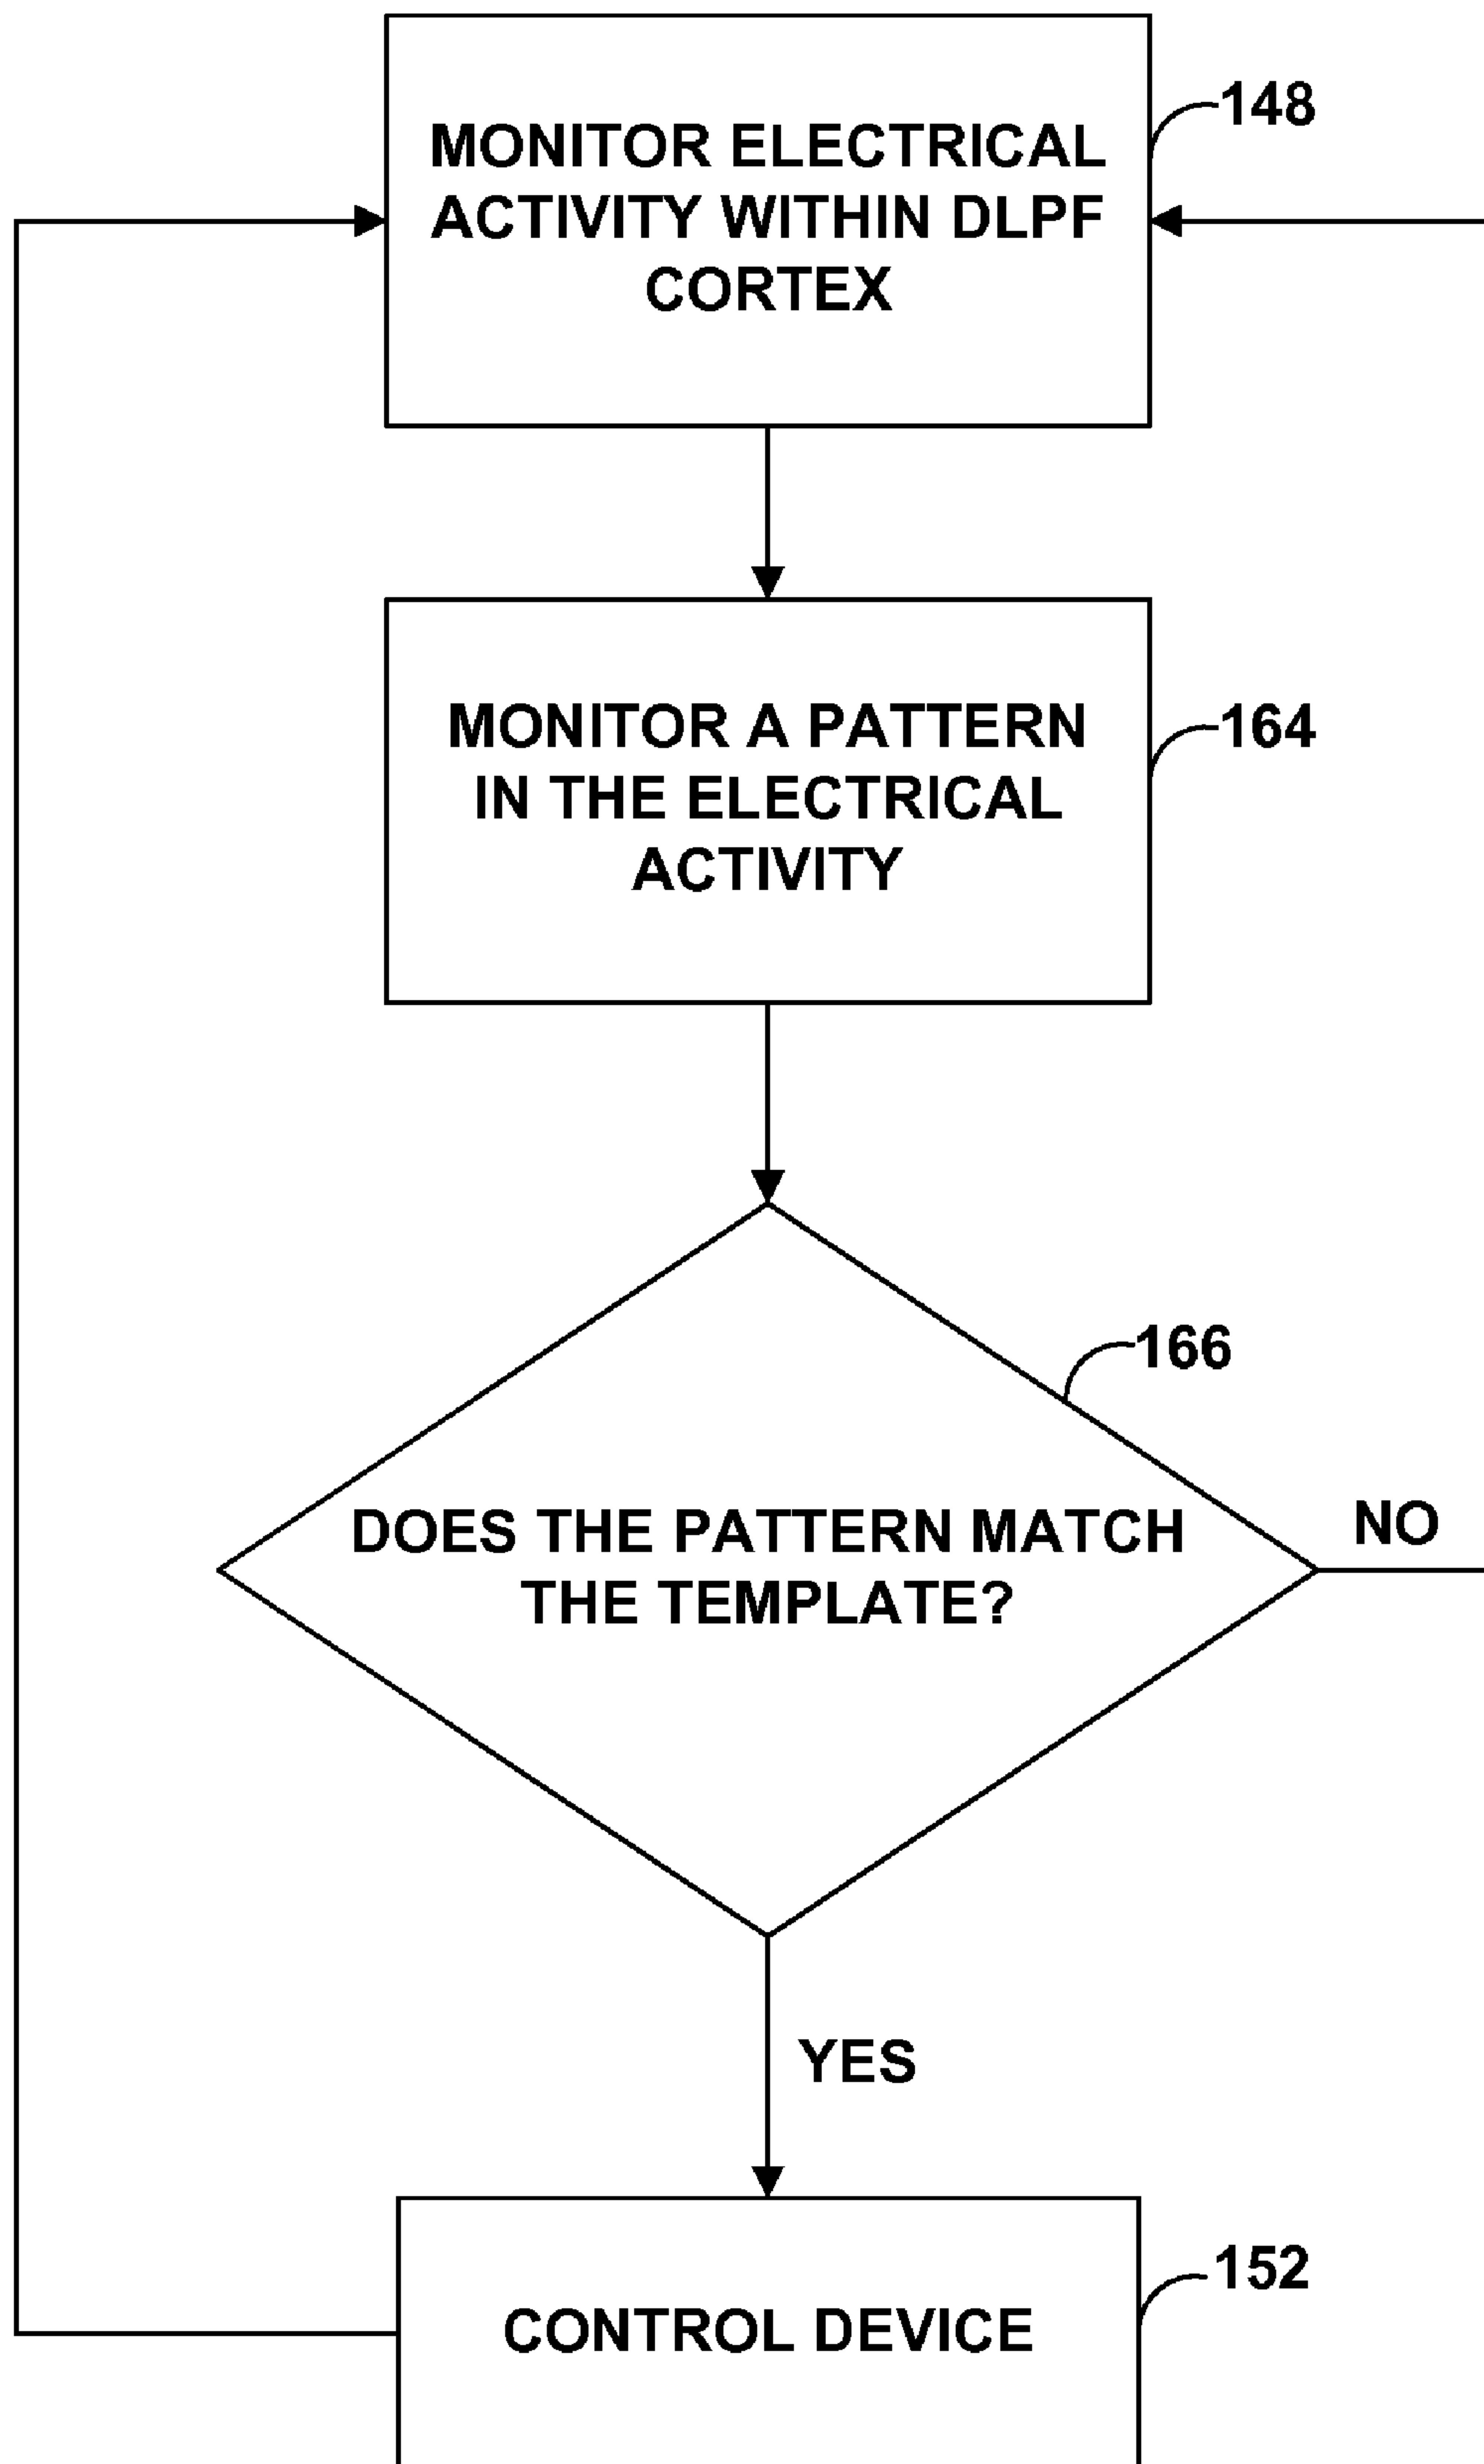 MONITOR ELECTRICAL
ACTIVITY WITHIN DLPF
CORTEX
148
MONITOR A PATTERN
IN THE ELECTRICAL
ACTIVITY
164
166
DOES THE PATTERN MATCH
THE TEMPLATE?
NO
YES
152
CONTROL DEVICE